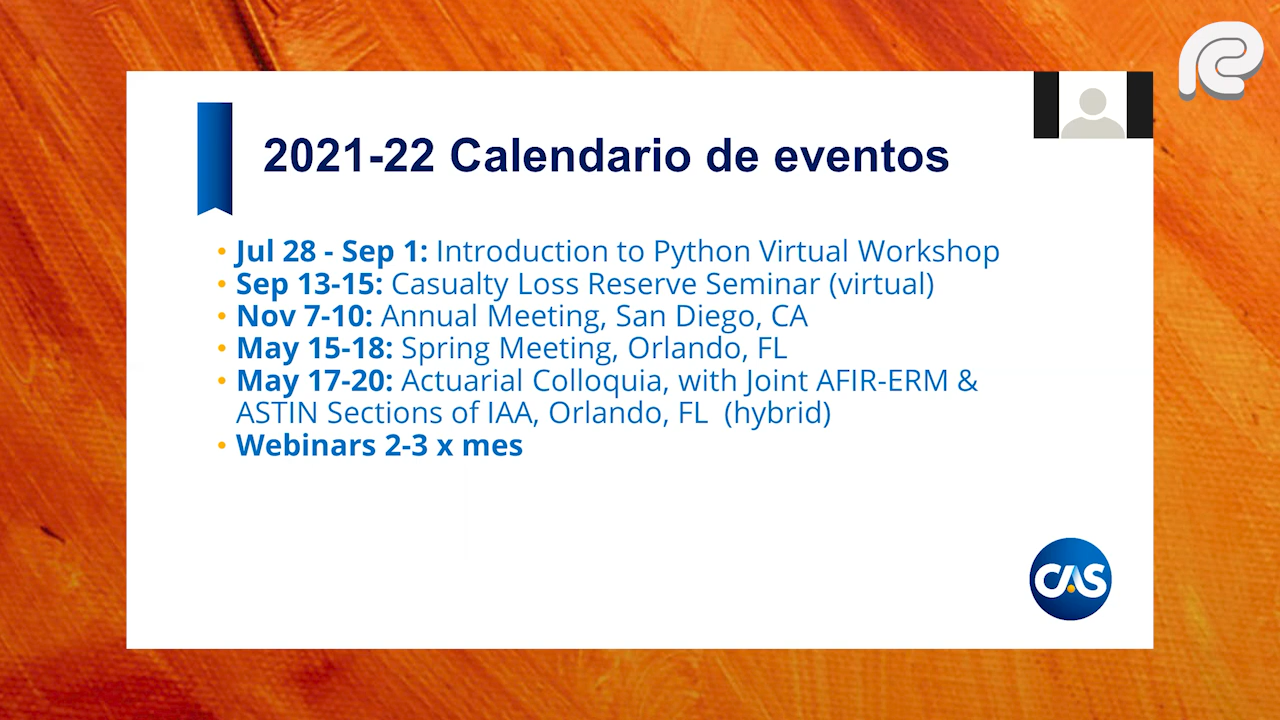 2021-22 Calendario de eventos
• Jul 28 - Sep 1: Introduction to Python Virtual Workshop
• Sep 13-15: Casualty Loss Reserve Seminar (virtual)
• Nov 7-10: Annual Meeting, San Diego, CA
• May 15-18: Spring Meeting, Orlando, FL
• May 17-20: Actuarial Colloquia, with Joint AFIR-ERM &
ASTIN Sections of IAA, Orlando, FL (hybrid)
• Webinars 2-3 x mes
CAS